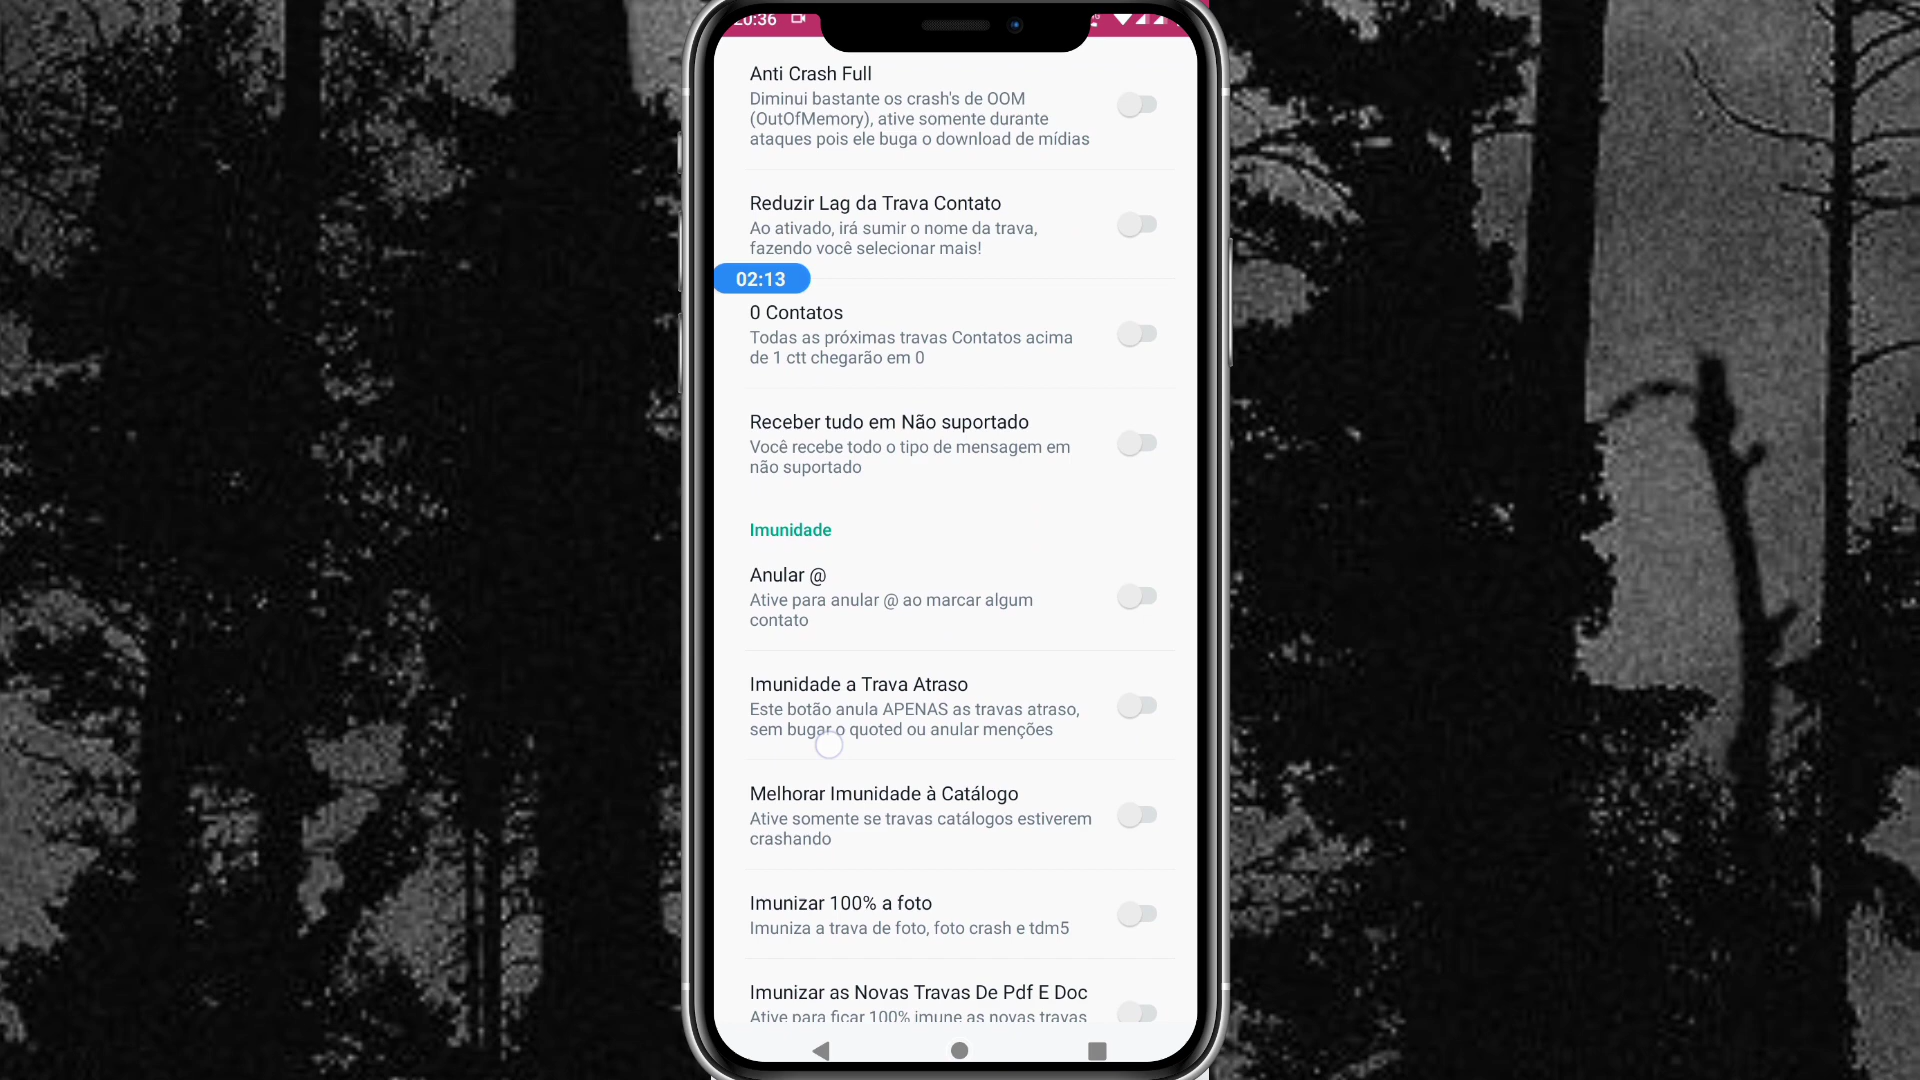 20:36
Anti Crash Full
Diminui bastante os crash's de OOM
(OutOfMemory), ative somente durante
ataques pois ele buga o download de mídias
Reduzir Lag da Trava Contato
Ao ativado, irá sumir o nome da trava,
fazendo você selecionar mais!
02:13
0 Contatos
Todas as próximas travas Contatos acima
de 1 ctt chegarão em 0
Receber tudo em Não suportado
Você recebe todo o tipo de mensagem em
não suportado
Imunidade
Anular @
Ative para anular @ ao marcar algum
contato
Imunidade a Trava Atraso
Este botão anula APENAS as travas atraso,
sem bugar o quoted ou anular menções
Melhorar Imunidade à Catálogo
Ative somente se travas catálogos estiverem
crashando
Imunizar 100% a foto
Imuniza a trava de foto, foto crash e tdm5
Imunizar as Novas Travas De Pdf E Doc
Ative para ficar 100% imune as novas travas